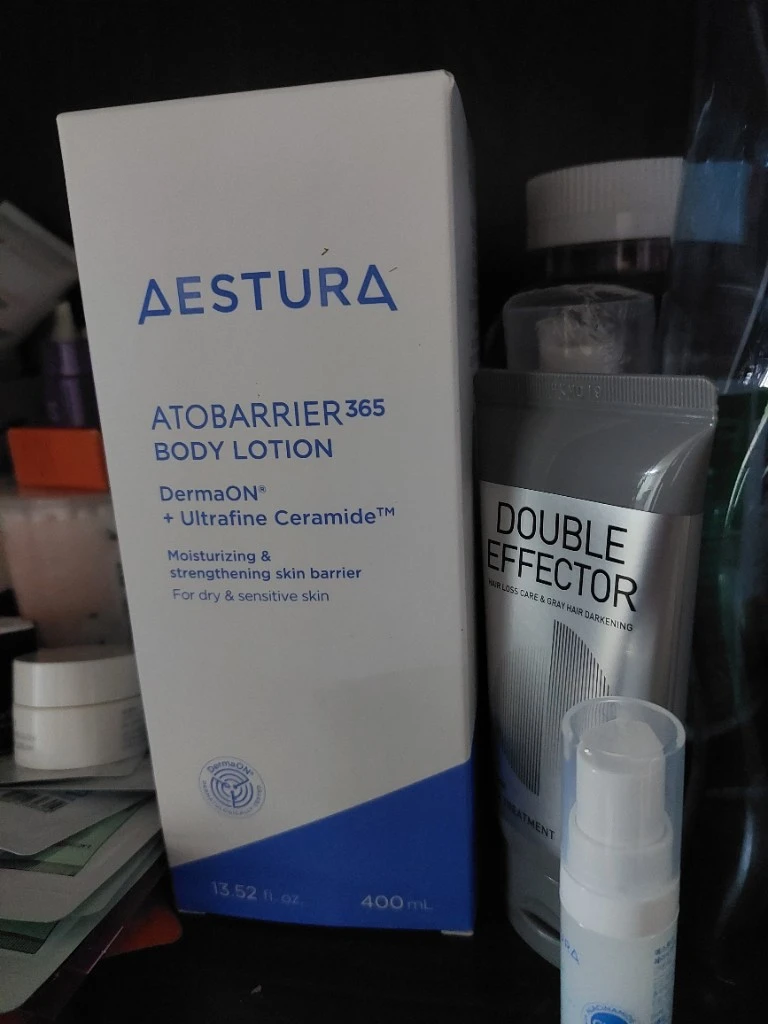 AESTURA
ATOBARRIER365
BODY LOTION
DermaON®
+ Ultrafine Ceramide™
Moisturizing &
strengthening skin barrier
For dry & sensitive skin
DermaON®
13.52 fl. oz. 400 mL
DOUBLE
EFFECTOR
HAIR LOSS CARE & GRAY HAIR DARKENING
TREATMENT